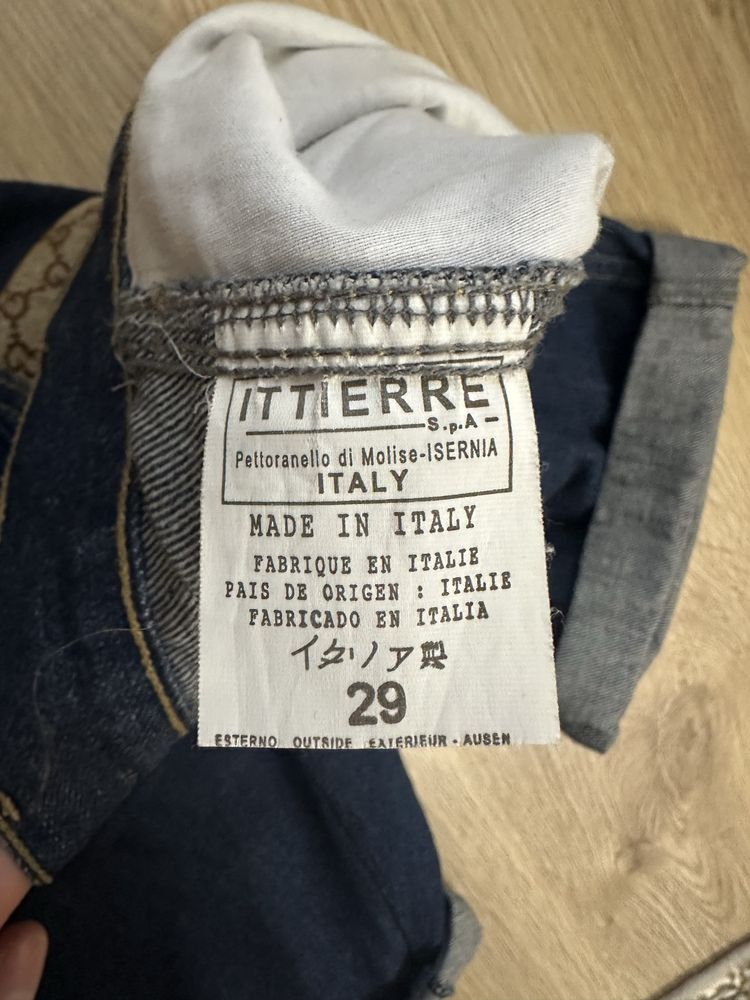 ITTIERRE
S.p.A
Pettoranello di Molise-ISERNIA
ITALY
MADE IN ITALY
FABRIQUE EN ITALIE
PAIS DE ORIGEN : ITALIE
FABRICADO EN ITALIA
イタリア製
29
ESTERNO OUTSIDE EXTERIEUR - AUSEN